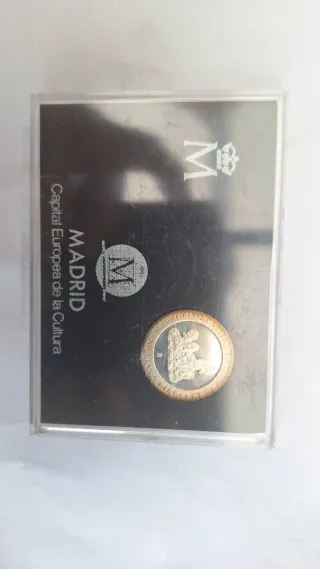 M
M
MADRID
Capital Europea de la Cultura